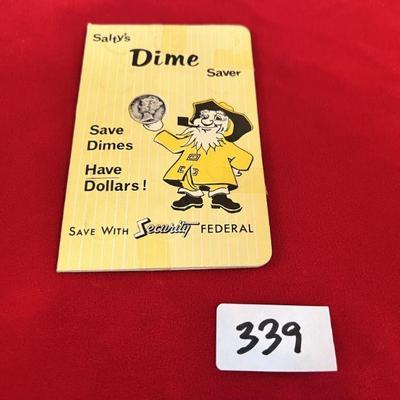 Salty's
Dime
Saver
Save
Dimes
Have
Dollars!
SAVE WITH Security FEDERAL
339